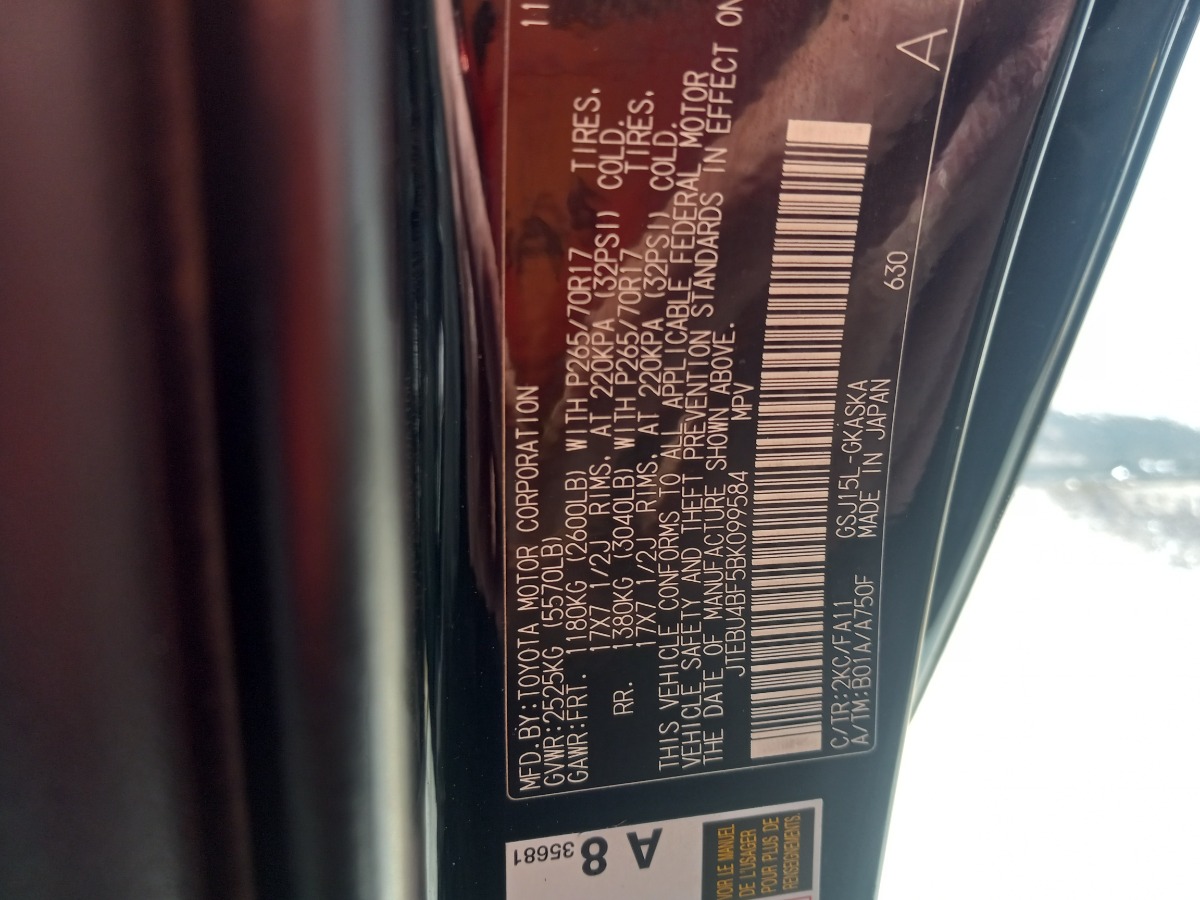 MFD.BY:TOYOTA MOTOR CORPORATION 11
GVWR:2525KG (5570LB)
GAWR:FRT. 1180KG (2600LB) WITH P265/70R17 TIRES.
17X7 1/2J RIMS. AT 220KPA (32PSI) COLD.
RR. 1380KG (3040LB) WITH P265/70R17 TIRES.
17X7 1/2J RIMS. AT 220KPA (32PSI) COLD.
THIS VEHICLE CONFORMS TO ALL APPLICABLE FEDERAL MOTOR
VEHICLE SAFETY AND THEFT PREVENTION STANDARDS IN EFFECT ON
THE DATE OF MANUFACTURE SHOWN ABOVE.
JTEBU4BF5BK099584 MPV
C/TR:2KC/FA11 GSJ15L-GKASKA 630 A
A/TM:B01A/A750F MADE IN JAPAN
35681
A 8
VOIR LE MANUEL
DE L'USAGER
POUR PLUS DE
RENSEIGNEMENTS.